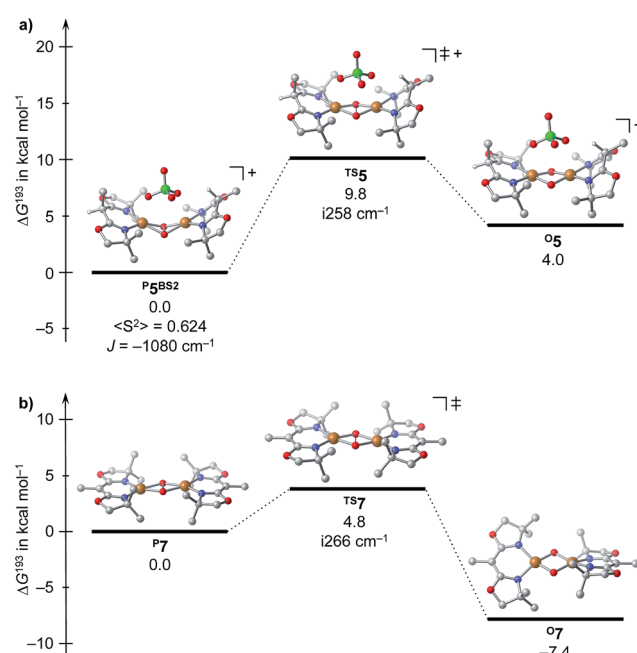 a)
ΔG¹⁹³ in kcal mol⁻¹
20
15
10
5
0
–5
+
ᴾ5ᴮˢ²
0.0
<S²> = 0.624
J = –1080 cm⁻¹
‡ +
ᵀˢ5
9.8
i258 cm⁻¹
ᴼ5
4.0
b)
ΔG¹⁹³ in kcal mol⁻¹
10
5
0
–5
–10
ᴾ7
0.0
‡
ᵀˢ7
4.8
i266 cm⁻¹
ᴼ7
–7.4